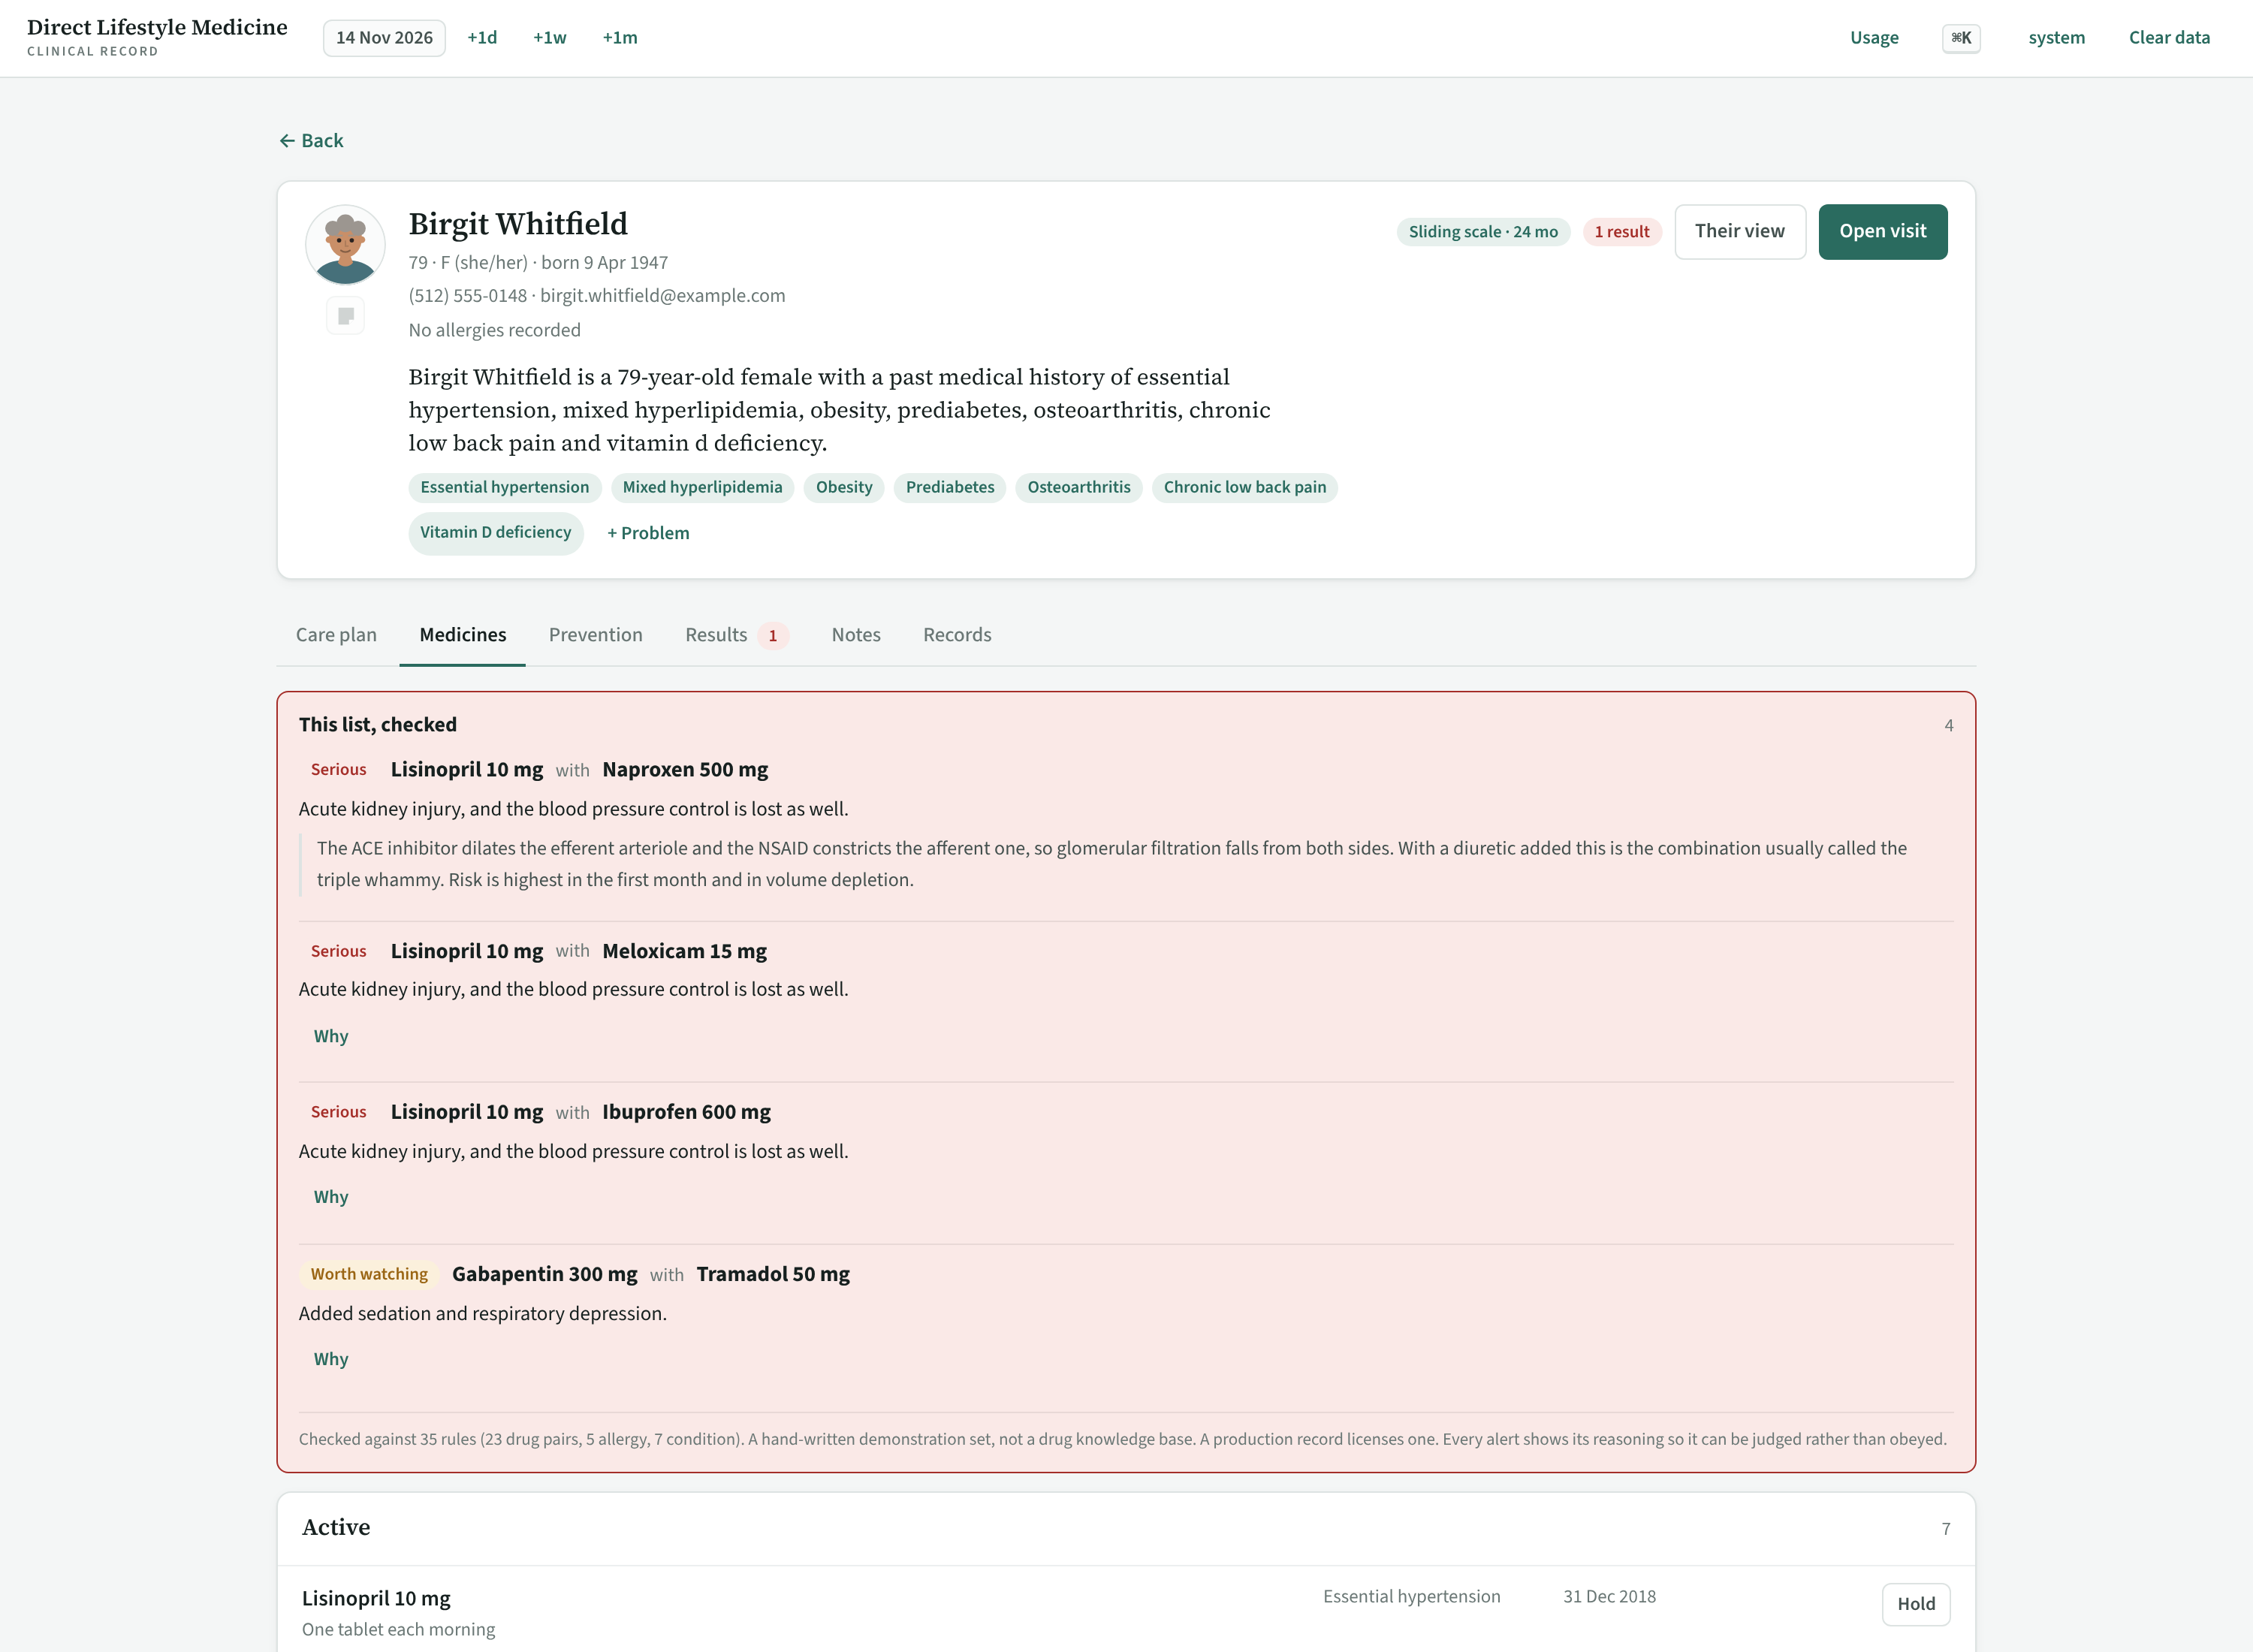 Direct Lifestyle Medicine
CLINICAL RECORD
14 Nov 2026
+1d
+1w
+1m
Usage
⌘K
system
Clear data
← Back
Birgit Whitfield
79 · F (she/her) · born 9 Apr 1947
(512) 555-0148 · birgit.whitfield@example.com
No allergies recorded
Sliding scale · 24 mo
1 result
Their view
Open visit
Birgit Whitfield is a 79-year-old female with a past medical history of essential
hypertension, mixed hyperlipidemia, obesity, prediabetes, osteoarthritis, chronic
low back pain and vitamin d deficiency.
Essential hypertension
Mixed hyperlipidemia
Obesity
Prediabetes
Osteoarthritis
Chronic low back pain
Vitamin D deficiency
+ Problem
Care plan
Medicines
Prevention
Results 1
Notes
Records
This list, checked
4
Serious Lisinopril 10 mg with Naproxen 500 mg
Acute kidney injury, and the blood pressure control is lost as well.
The ACE inhibitor dilates the efferent arteriole and the NSAID constricts the afferent one, so glomerular filtration falls from both sides. With a diuretic added this is the combination usually called the
triple whammy. Risk is highest in the first month and in volume depletion.
Serious Lisinopril 10 mg with Meloxicam 15 mg
Acute kidney injury, and the blood pressure control is lost as well.
Why
Serious Lisinopril 10 mg with Ibuprofen 600 mg
Acute kidney injury, and the blood pressure control is lost as well.
Why
Worth watching Gabapentin 300 mg with Tramadol 50 mg
Added sedation and respiratory depression.
Why
Checked against 35 rules (23 drug pairs, 5 allergy, 7 condition). A hand-written demonstration set, not a drug knowledge base. A production record licenses one. Every alert shows its reasoning so it can be judged rather than obeyed.
Active
7
Lisinopril 10 mg
Essential hypertension
31 Dec 2018
Hold
One tablet each morning